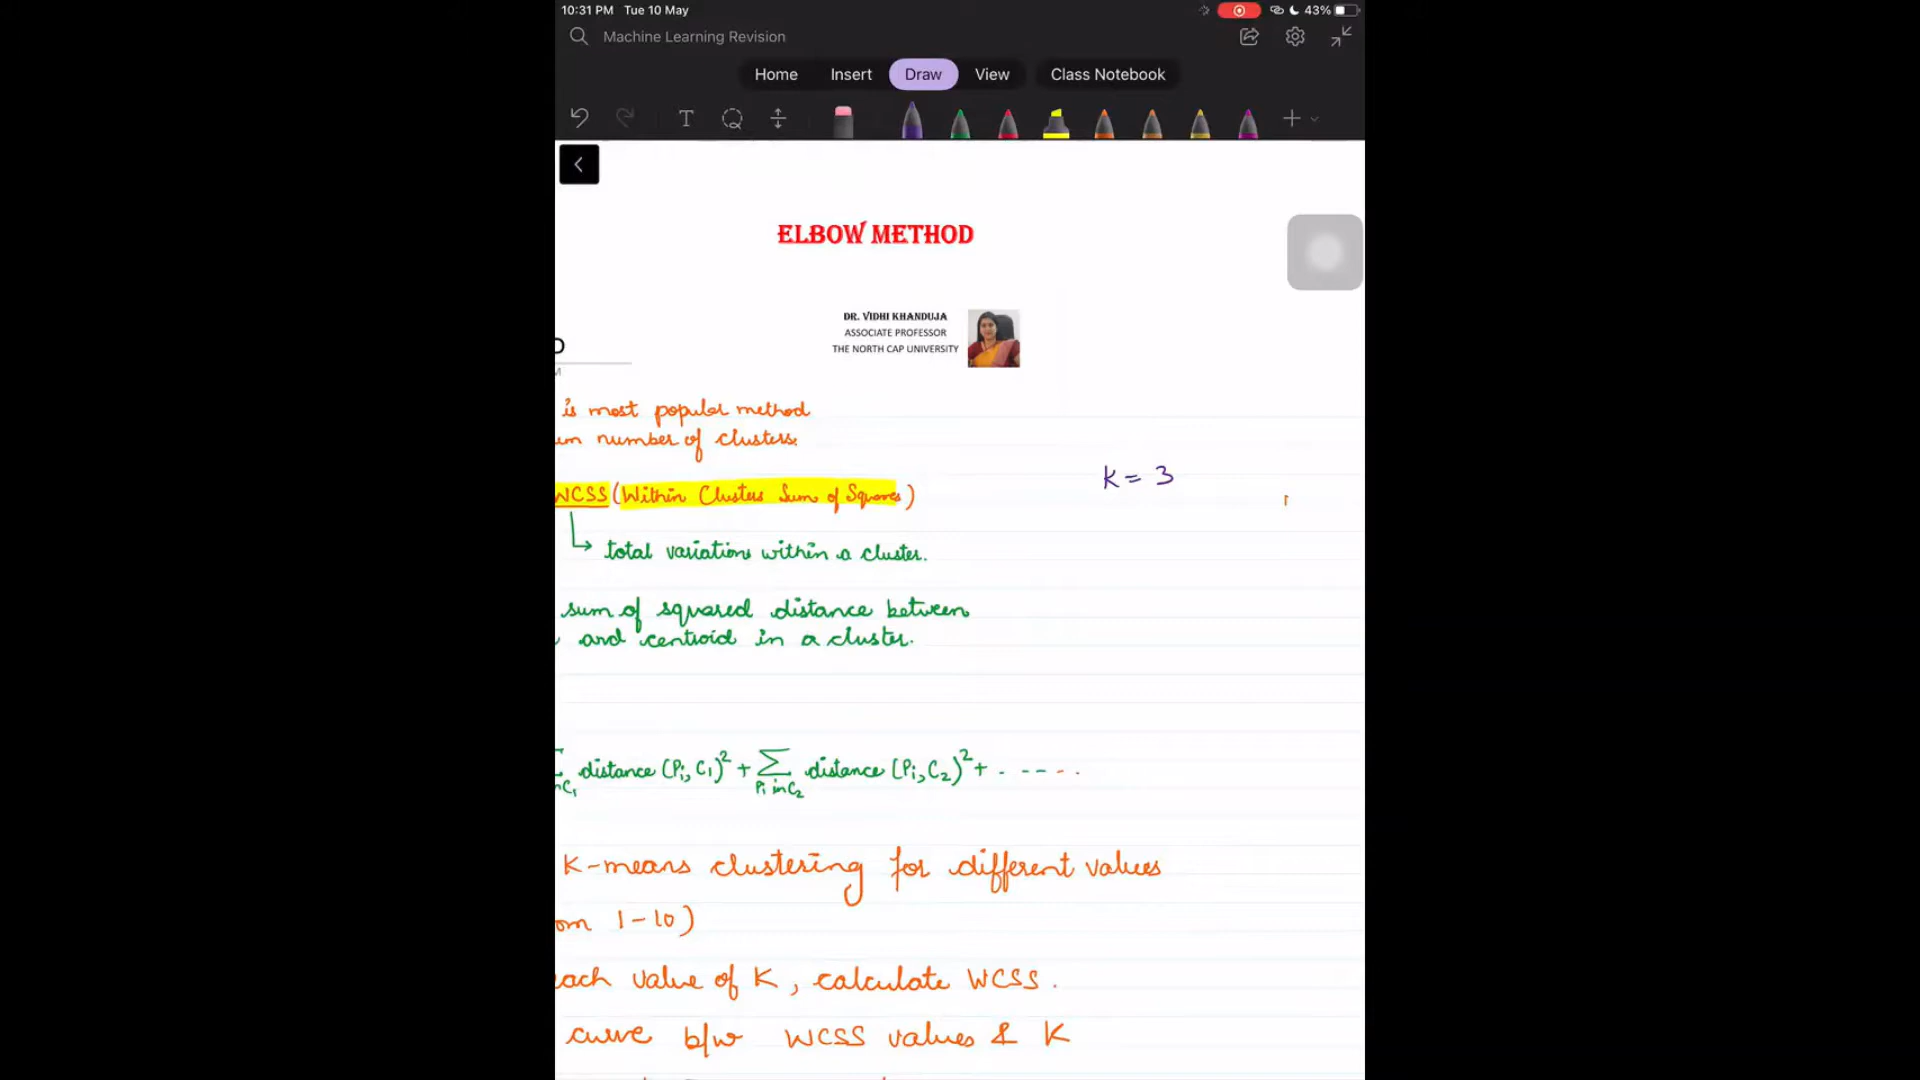 10:31 PM Tue 10 May
43%
Machine Learning Revision
Home Insert Draw View Class Notebook
ELBOW METHOD
DR. VIDHI KHANDUJA
ASSOCIATE PROFESSOR
THE NORTH CAP UNIVERSITY
is most popular method
number of clusters.
K = 3
WCSS (Within Clusters Sum of Squares)
↳ total variations within a cluster.
sum of squared distance between
and centroid in a cluster.
distance (Pi, C1)² + ∑ distance (Pi, C2)² + . - - - . .
Pi in C2
K-means clustering for different values
1-10)
value of K, calculate WCSS.
curve b/w WCSS values & K